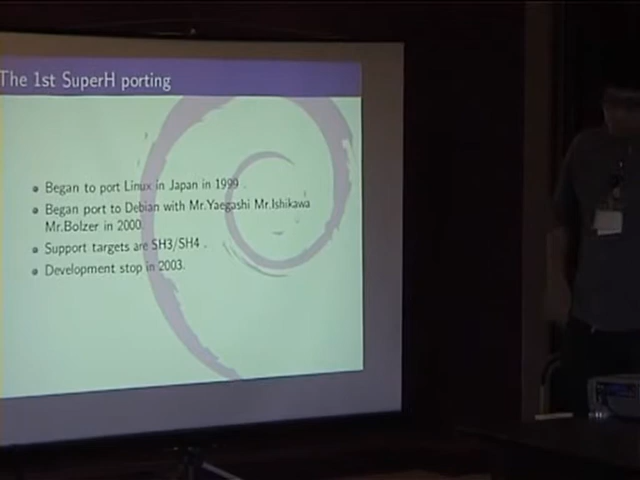 The 1st SuperH porting
Began to port Linux in Japan in 1999 .
Began port to Debian with Mr.Yaegashi Mr.Ishikawa
Mr.Bolzer in 2000.
Support targets are SH3/SH4 .
Development stop in 2003.